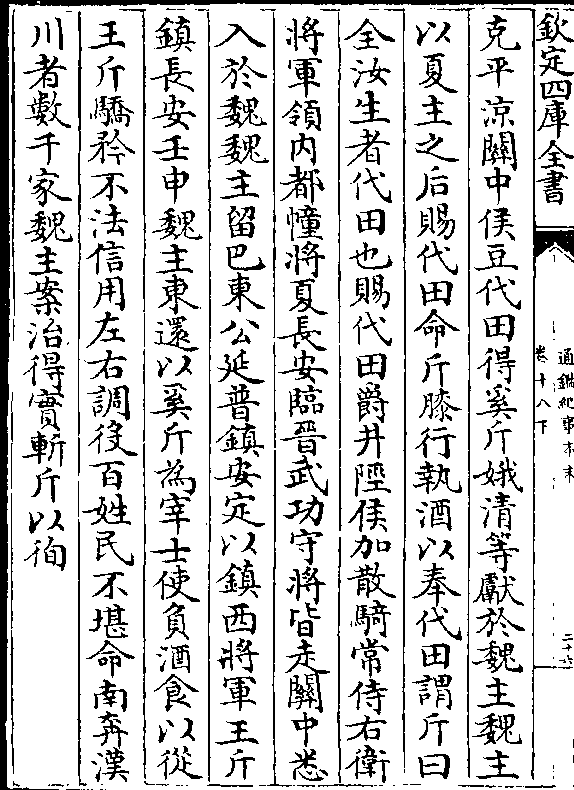 欽定四庫全書
通鑑紀事本末
卷十八下
二十六
克平涼關中侯豆代田得奚斤娥清等獻於魏主魏主
以夏主之后賜代田命斤膝行執酒以奉代田謂斤曰
全汝生者代田也賜代田爵井陘侯加散騎常侍右衛
將軍領内都幢將夏長安臨晉武功守將皆走關中悉
入於魏魏主留巴東公延普鎮安定以鎮西將軍王斤
鎮長安壬申魏主東還以奚斤為宰士使負酒食以從
王斤驕矜不法信用左右調役百姓民不堪命南奔漢
川者數千家魏主案治得實斬斤以徇